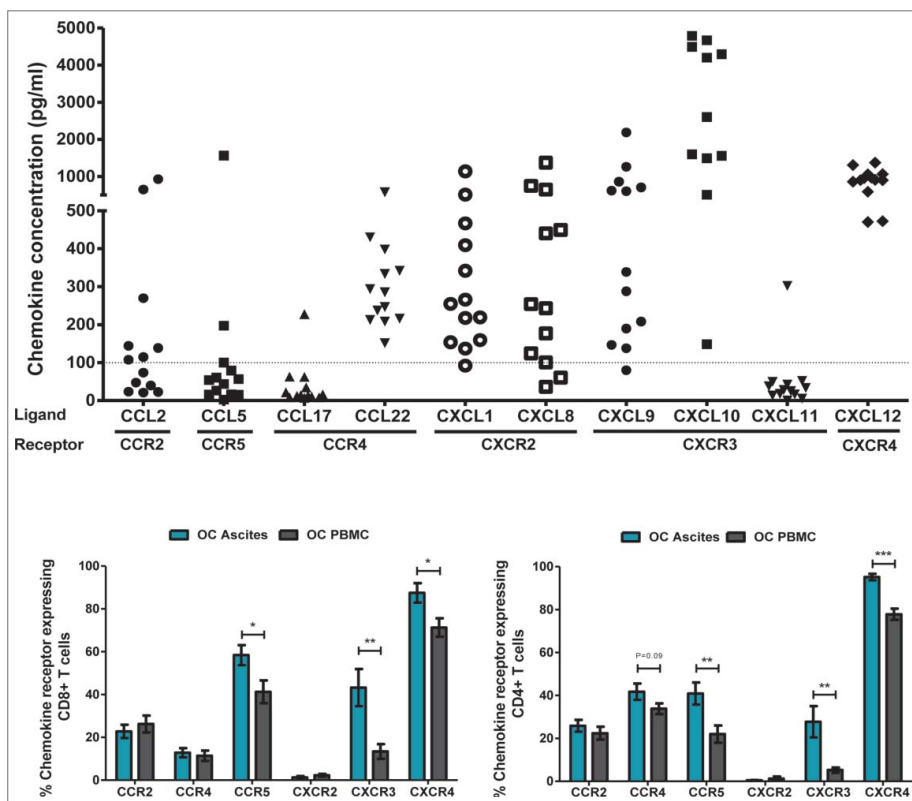 Chemokine concentration (pg/ml)
5000
4000
3000
2000
1000
500
400
300
200
100
0
Ligand CCL2 CCL5 CCL17 CCL22 CXCL1 CXCL8 CXCL9 CXCL10 CXCL11 CXCL12
Receptor CCR2 CCR5 CCR4 CXCR2 CXCR3 CXCR4
OC Ascites OC PBMC
% Chemokine receptor expressing
CD8+ T cells
100
80
60
40
20
0
*
**
*
CCR2 CCR4 CCR5 CXCR2 CXCR3 CXCR4
OC Ascites OC PBMC
% Chemokine receptor expressing
CD4+ T cells
100
80
60
40
20
0
P=0.09
**
**
***
CCR2 CCR4 CCR5 CXCR2 CXCR3 CXCR4